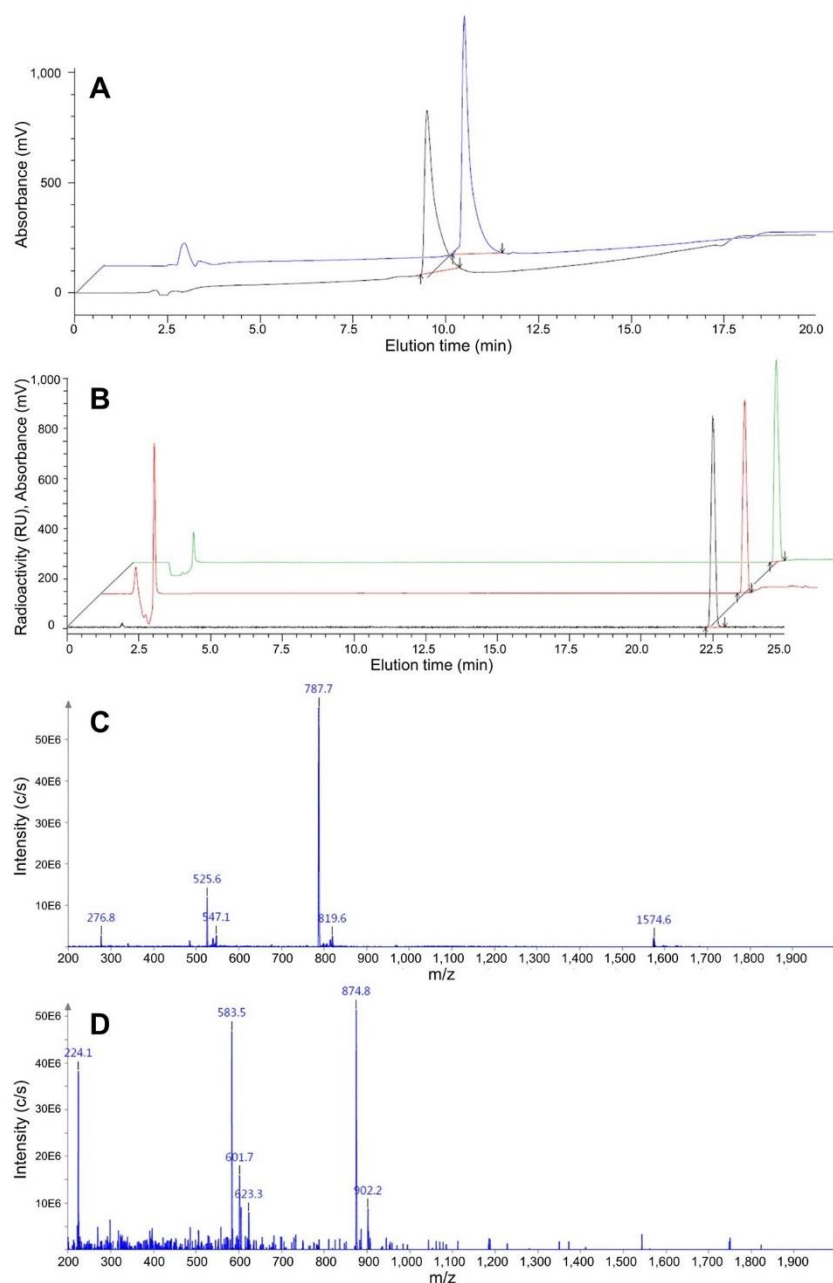 A
Absorbance (mV)
1,000
500
0
0 2.5 5.0 7.5 10.0 12.5 15.0 17.5 20.0
Elution time (min)
B
Radioactivity (RU), Absorbance (mV)
1,000
800
600
400
200
0
0 2.5 5.0 7.5 10.0 12.5 15.0 17.5 20.0 22.5 25.0
Elution time (min)
C
Intensity (c/s)
787.7
50E6
40E6
30E6
20E6
525.6
10E6
276.8
547.1
819.6
1574.6
200 300 400 500 600 700 800 900 1,000 1,100 1,200 1,300 1,400 1,500 1,600 1,700 1,800 1,900
m/z
D
Intensity (c/s)
874.8
50E6
583.5
40E6
224.1
30E6
20E6
601.7
10E6
623.3
902.2
200 300 400 500 600 700 800 900 1,000 1,100 1,200 1,300 1,400 1,500 1,600 1,700 1,800 1,900
m/z